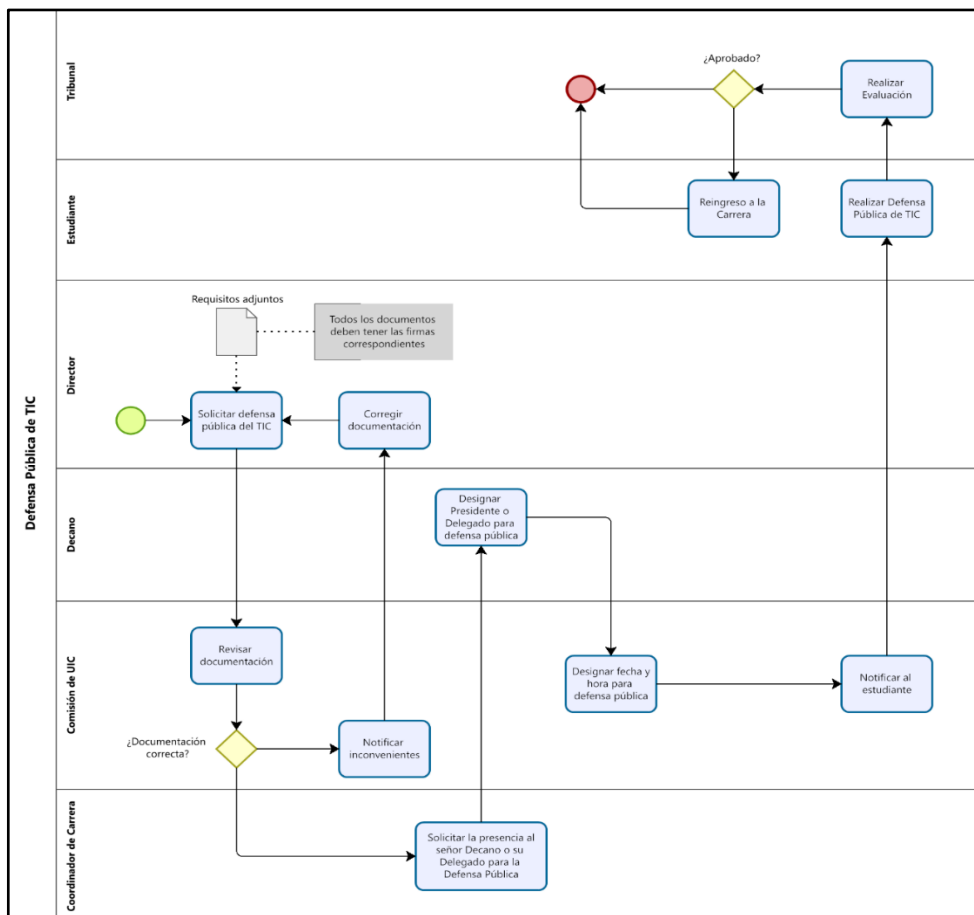 Defensa Pública de TIC
Tribunal
¿Aprobado?
Realizar
Evaluación
Estudiante
Reingreso a la
Carrera
Realizar Defensa
Pública de TIC
Director
Requisitos adjuntos
Todos los documentos
deben tener las firmas
correspondientes
Solicitar defensa
pública del TIC
Corregir
documentación
Decano
Designar
Presidente o
Delegado para
defensa pública
Comisión de UIC
Revisar
documentación
Designar fecha y
hora para
defensa pública
Notificar al
estudiante
¿Documentación
correcta?
Notificar
inconvenientes
Coordinador de Carrera
Solicitar la presencia al
señor Decano o su
Delegado para la
Defensa Pública